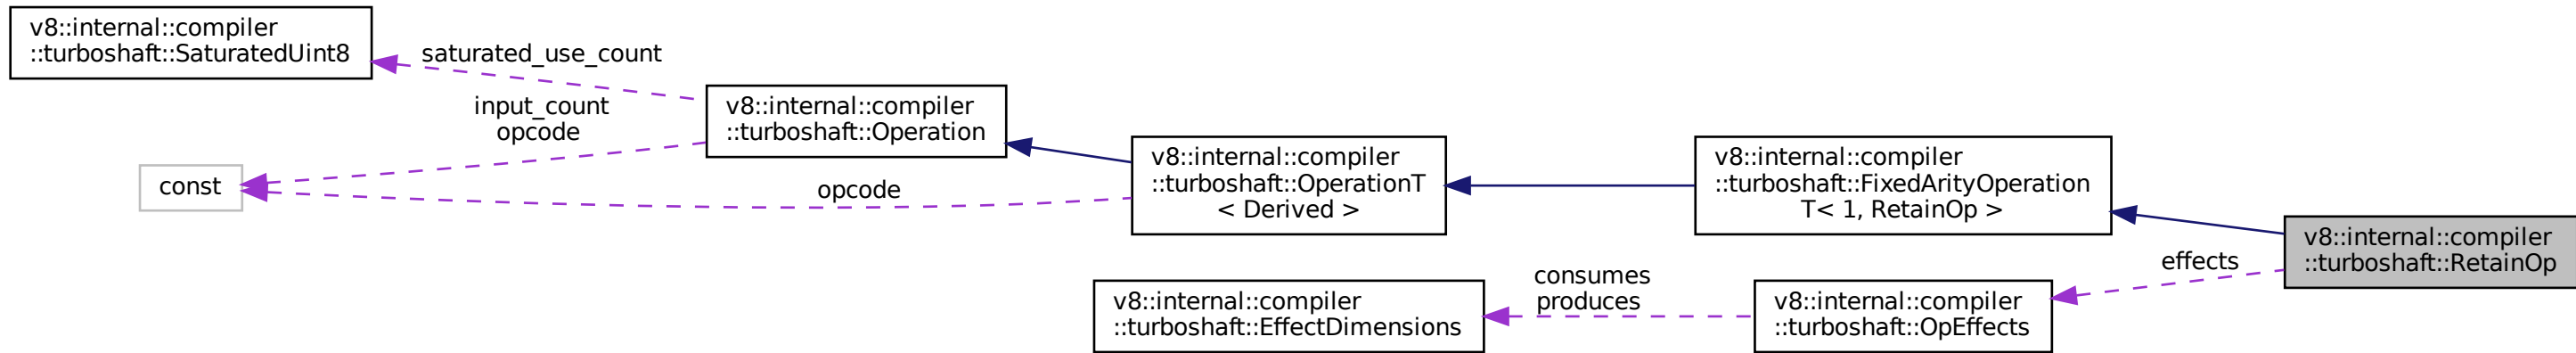 v8::internal::compiler
::turboshaft::SaturatedUint8
saturated_use_count
input_count
opcode
v8::internal::compiler
::turboshaft::Operation
const
opcode
v8::internal::compiler
::turboshaft::OperationT
< Derived >
v8::internal::compiler
::turboshaft::FixedArityOperation
T< 1, RetainOp >
v8::internal::compiler
::turboshaft::RetainOp
effects
consumes
produces
v8::internal::compiler
::turboshaft::EffectDimensions
v8::internal::compiler
::turboshaft::OpEffects